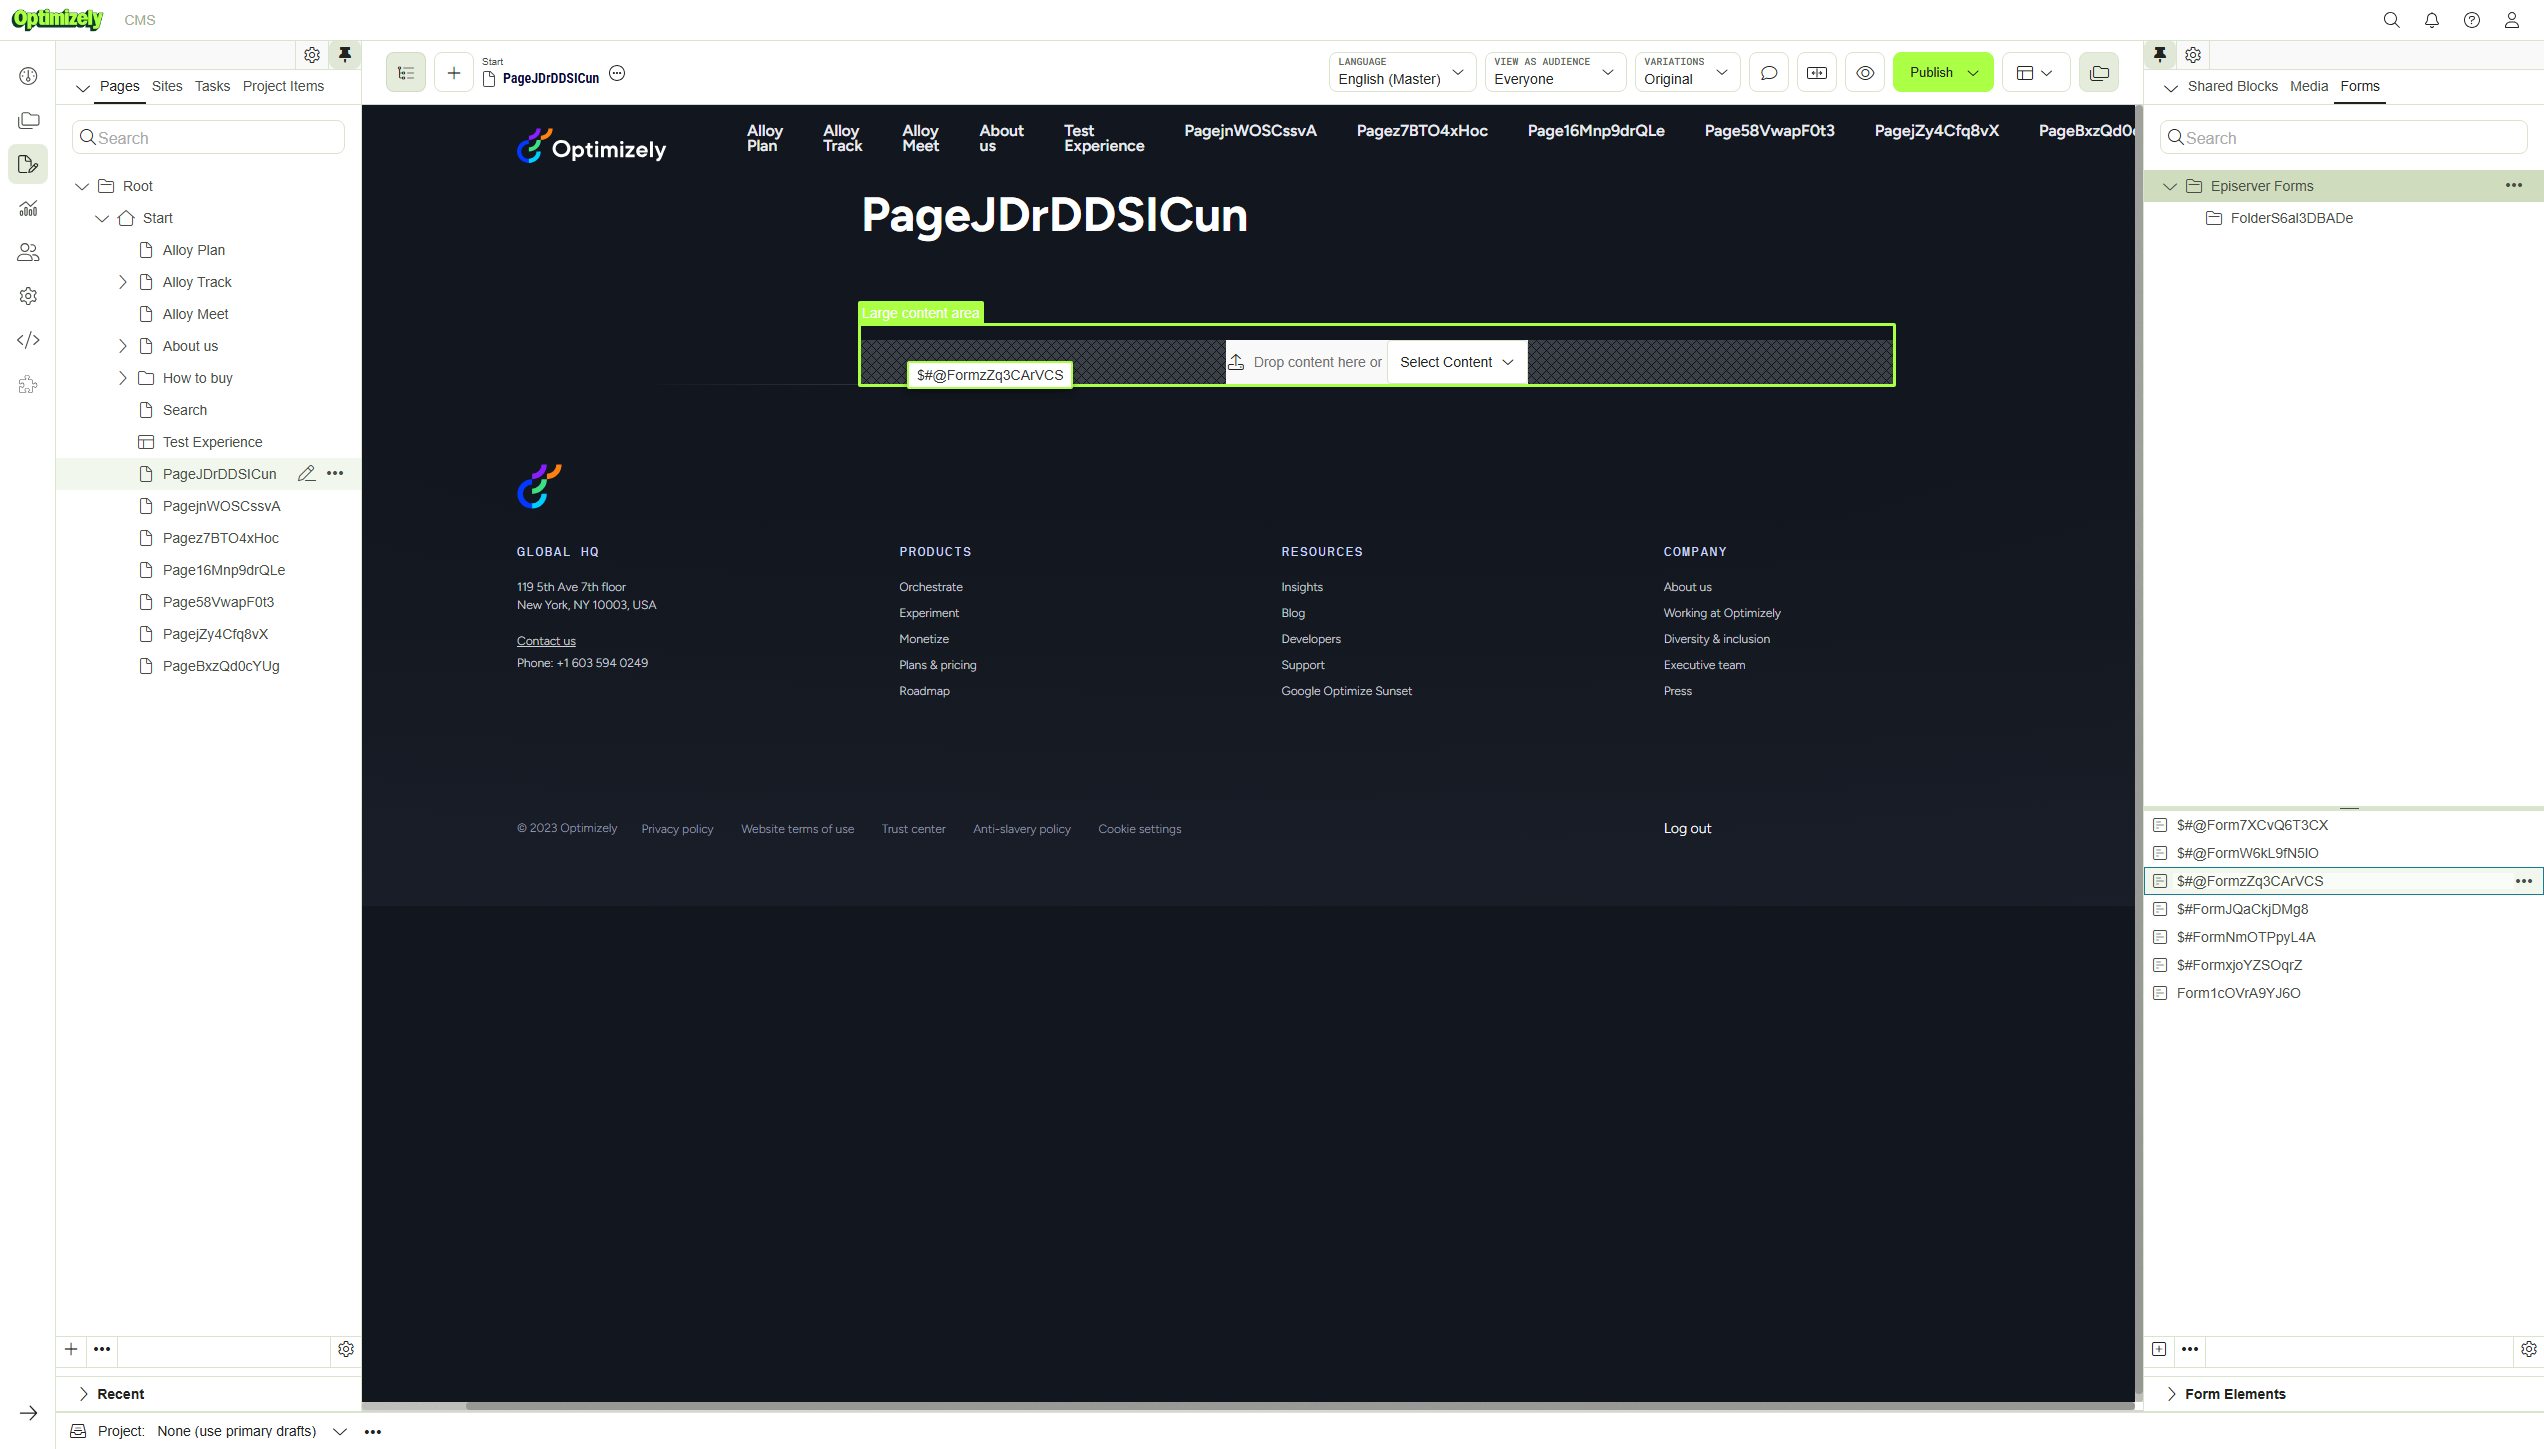 Optimizely CMS
Pages Sites Tasks Project Items
Search
Root
Start
Alloy Plan
Alloy Track
Alloy Meet
About us
How to buy
Search
Test Experience
PageJDrDDSICun
PagejnWOSCssvA
Pagez7BTO4xHoc
Page16Mnp9drQLe
Page58VwapF0t3
PagejZy4Cfq8vX
PageBxzQd0cYUg
Recent
Project: None (use primary drafts)
Start
PageJDrDDSICun
LANGUAGE
English (Master)
VIEW AS AUDIENCE
Everyone
VARIATIONS
Original
Publish
Optimizely
Alloy
Plan
Alloy
Track
Alloy
Meet
About
us
Test
Experience
PagejnWOSCssvA
Pagez7BTO4xHoc
Page16Mnp9drQLe
Page58VwapF0t3
PagejZy4Cfq8vX
PageBxzQd0c
PageJDrDDSICun
Large content area
Drop content here or Select Content
$#@FormzZq3CArVCS
GLOBAL HQ
119 5th Ave 7th floor
New York, NY 10003, USA
Contact us
Phone: +1 603 594 0249
PRODUCTS
Orchestrate
Experiment
Monetize
Plans & pricing
Roadmap
RESOURCES
Insights
Blog
Developers
Support
Google Optimize Sunset
COMPANY
About us
Working at Optimizely
Diversity & inclusion
Executive team
Press
© 2023 Optimizely Privacy policy Website terms of use Trust center Anti-slavery policy Cookie settings Log out
Shared Blocks Media Forms
Search
Episerver Forms
FolderS6al3DBADe
$#@Form7XCvQ6T3CX
$#@FormW6kL9fN5IO
$#@FormzZq3CArVCS
$#FormJQaCkjDMg8
$#FormNmOTPpyL4A
$#FormxjoYZSOqrZ
Form1cOVrA9YJ6O
Form Elements